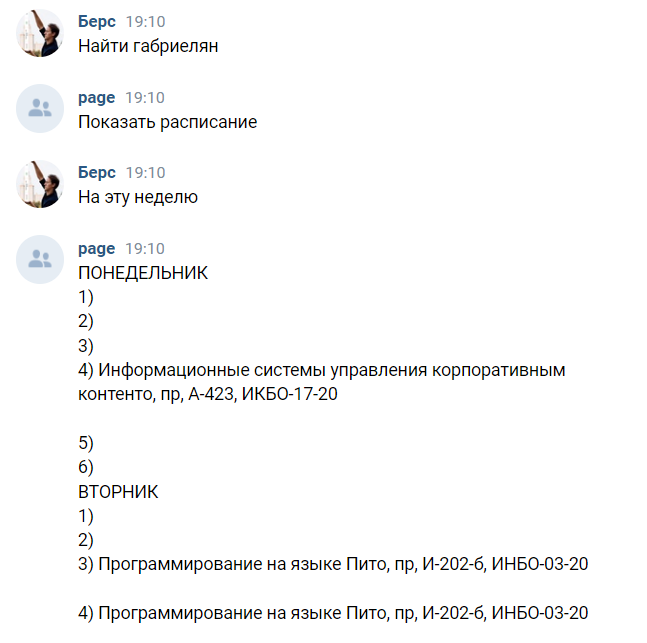 Берс 19:10
Найти габриелян
page 19:10
Показать расписание
Берс 19:10
На эту неделю
page 19:10
ПОНЕДЕЛЬНИК
1)
2)
3)
4) Информационные системы управления корпоративным
контенто, пр, А-423, ИКБО-17-20
5)
6)
ВТОРНИК
1)
2)
3) Программирование на языке Пито, пр, И-202-б, ИНБО-03-20
4) Программирование на языке Пито, пр, И-202-б, ИНБО-03-20